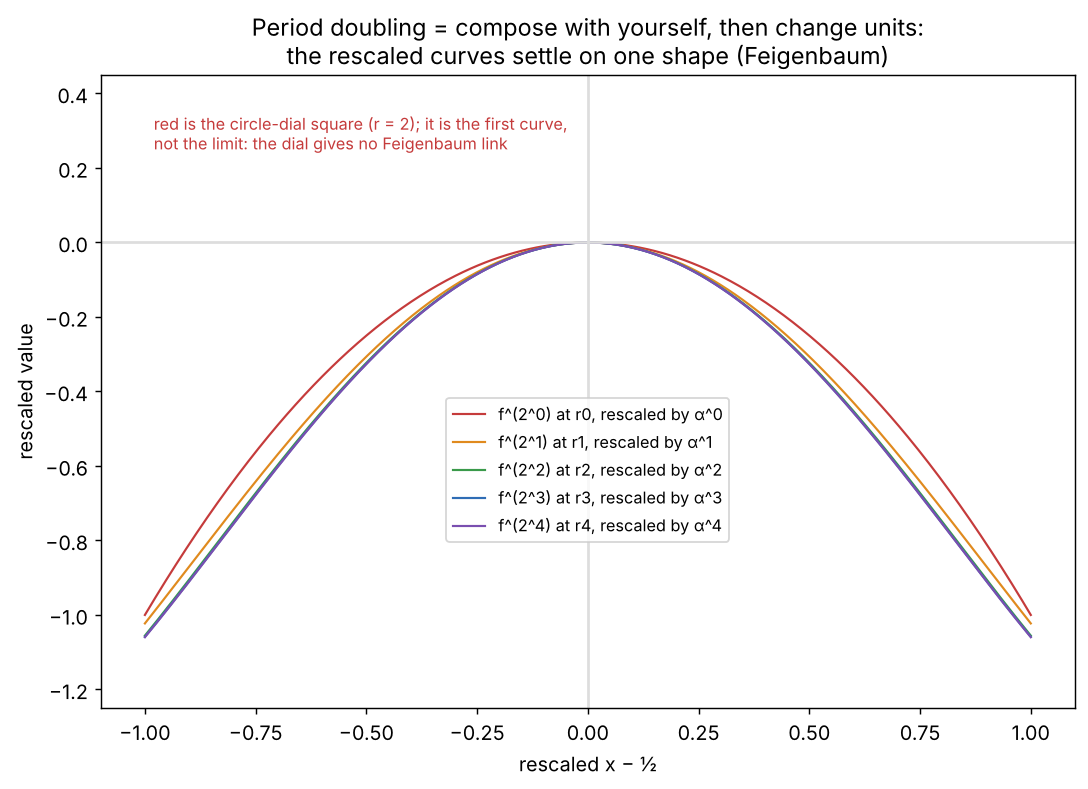 Period doubling = compose with yourself, then change units:
the rescaled curves settle on one shape (Feigenbaum)
red is the circle-dial square (r = 2); it is the first curve,
not the limit: the dial gives no Feigenbaum link
0.4
0.2
0.0
−0.2
−0.4
−0.6
−0.8
−1.0
−1.2
rescaled value
f^(2^0) at r0, rescaled by α^0
f^(2^1) at r1, rescaled by α^1
f^(2^2) at r2, rescaled by α^2
f^(2^3) at r3, rescaled by α^3
f^(2^4) at r4, rescaled by α^4
−1.00 −0.75 −0.50 −0.25 0.00 0.25 0.50 0.75 1.00
rescaled x − ½